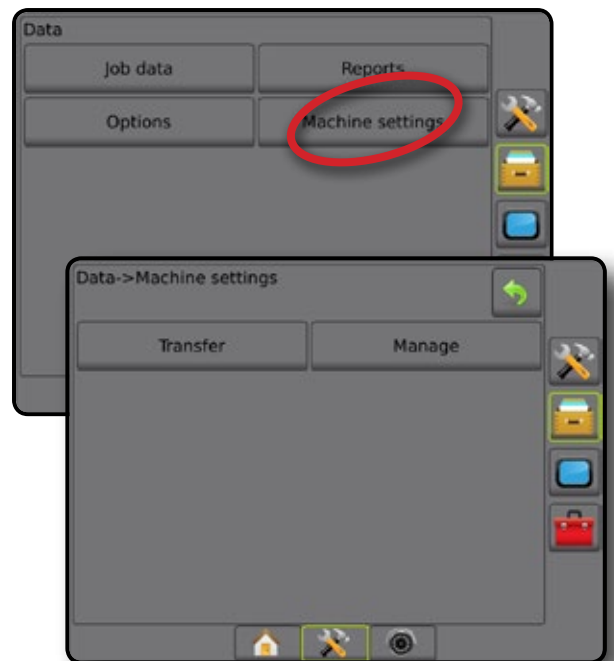 Data
Job data
Reports
Options
Machine settings
Data->Machine settings
Transfer
Manage